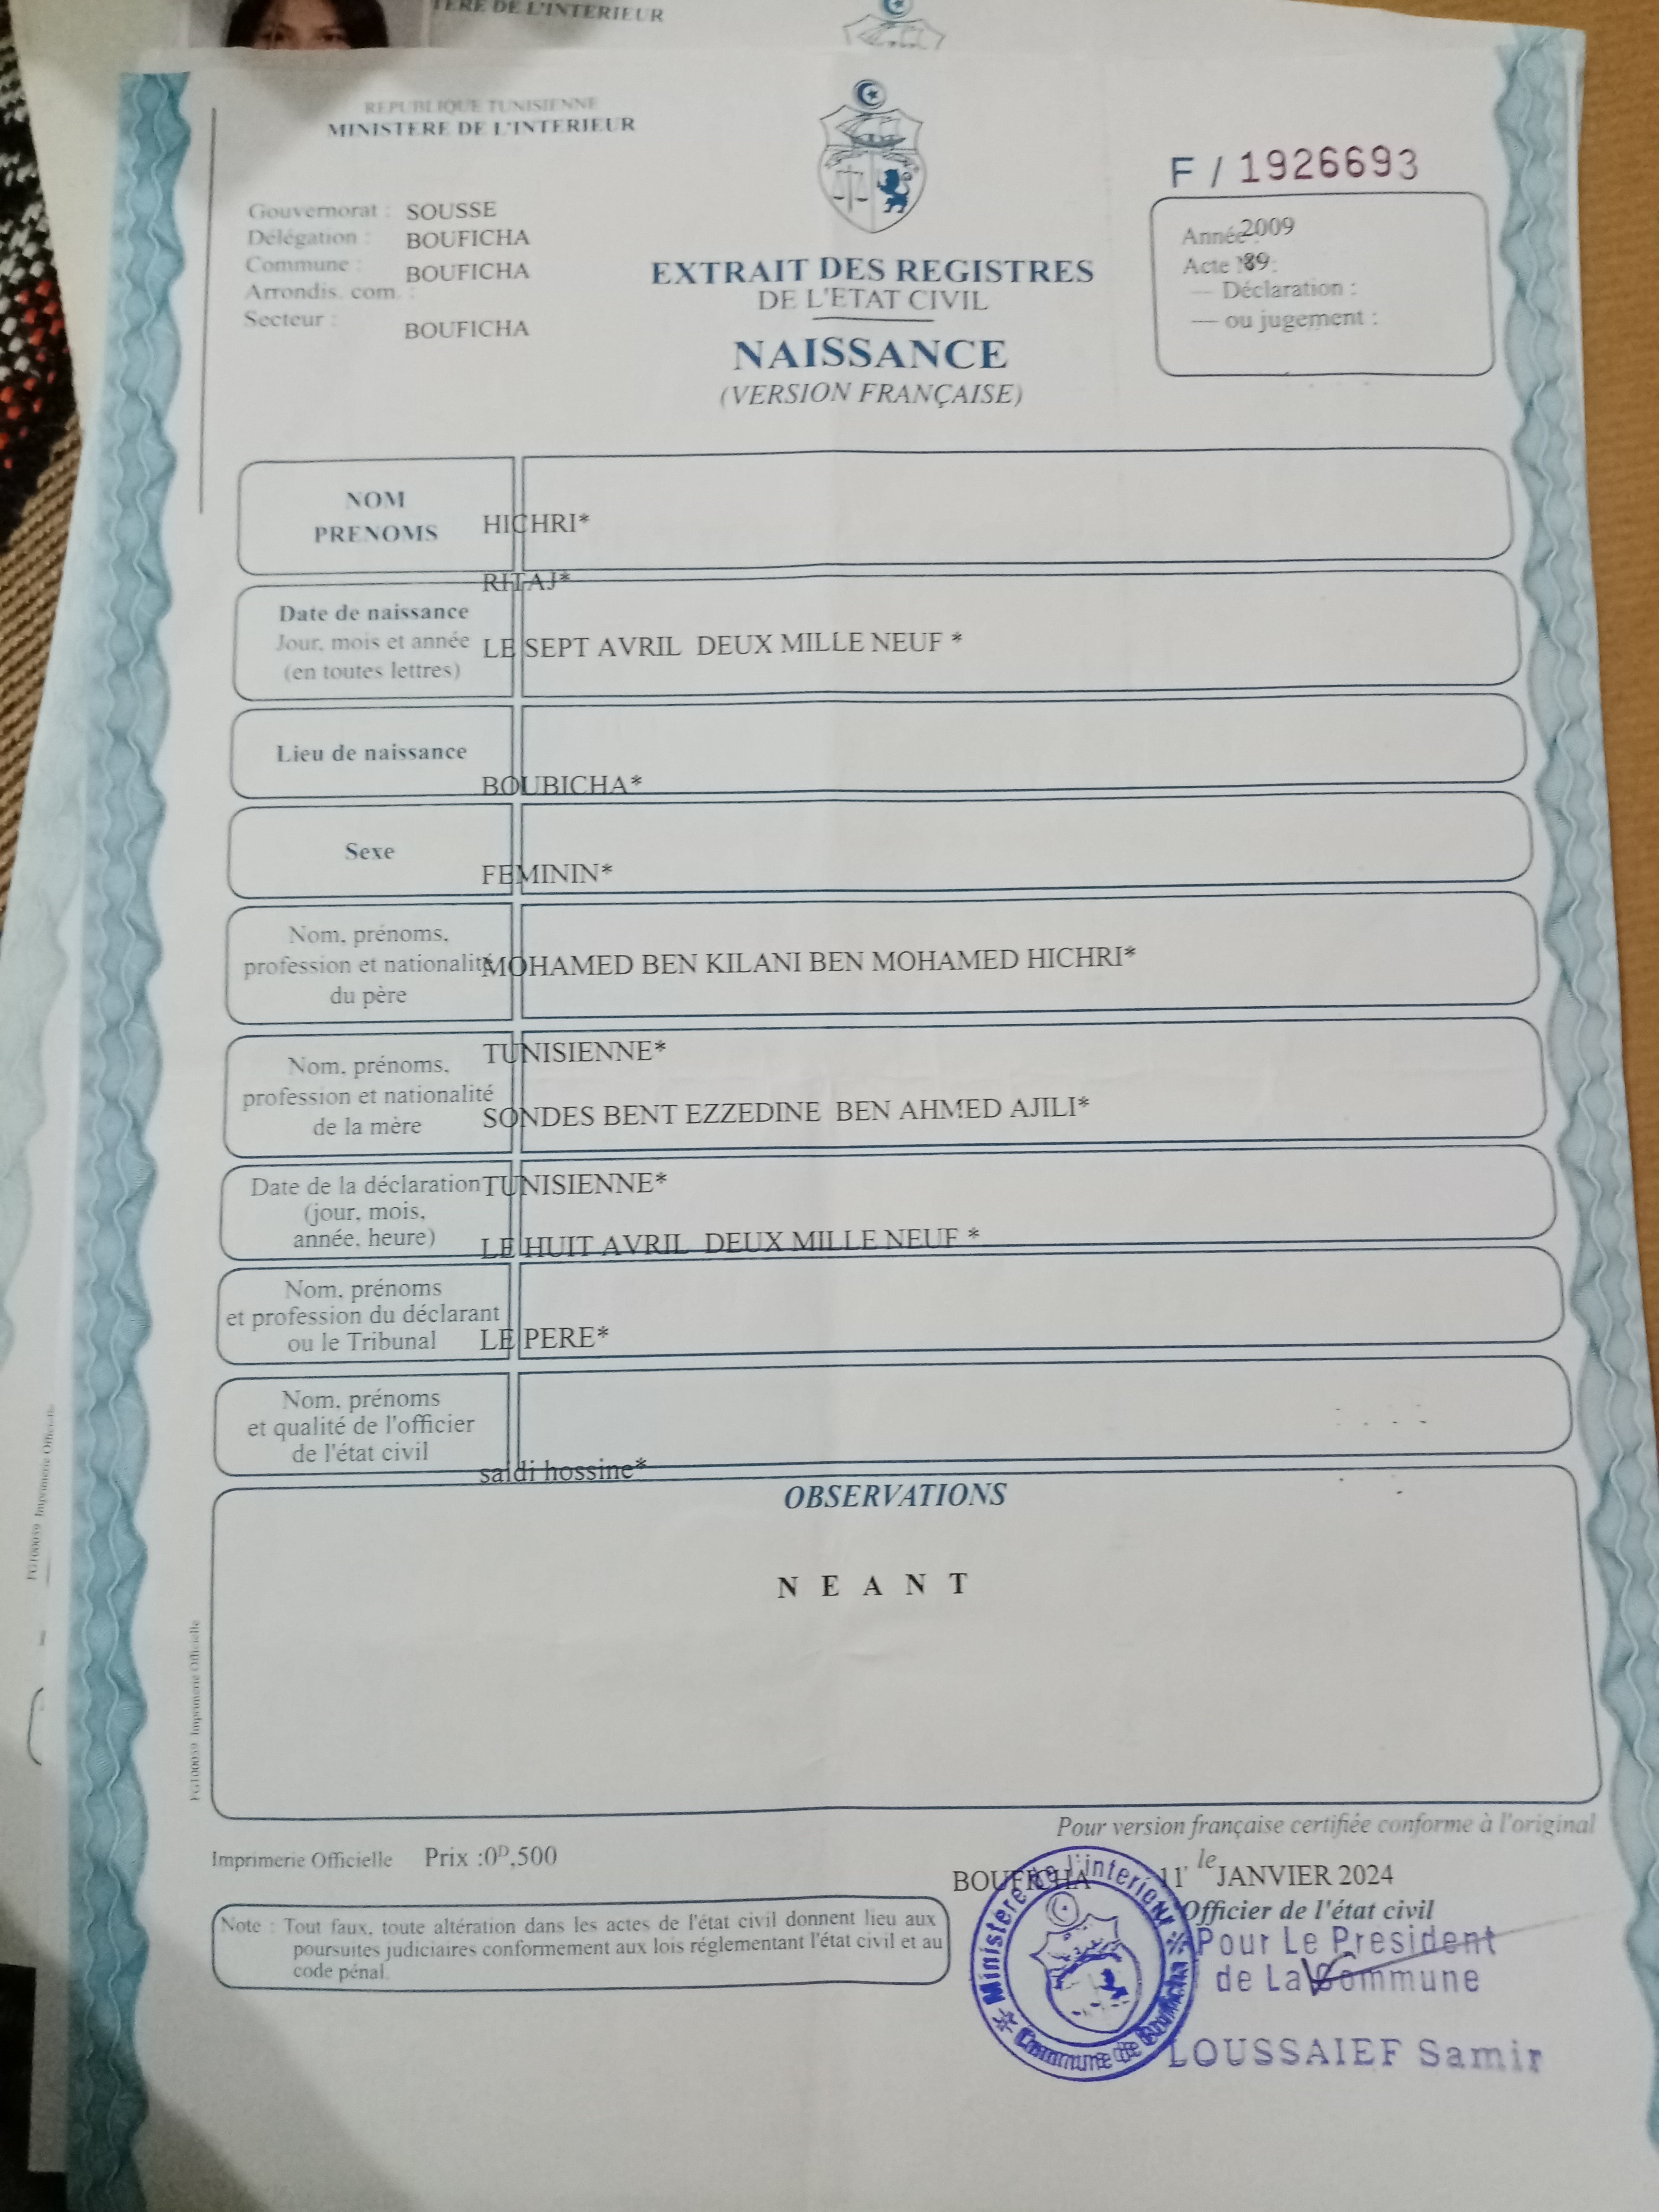 TERE DE L'INTERIEUR
REPUBLIQUE TUNISIENNE
MINISTERE DE L'INTERIEUR
F / 1926693
Gouvernorat : SOUSSE
Délégation : BOUFICHA
Commune : BOUFICHA
Arrondis. com. :
Secteur : BOUFICHA
EXTRAIT DES REGISTRES
DE L'ETAT CIVIL
NAISSANCE
(VERSION FRANÇAISE)
Année 2009
Acte : 89
— Déclaration :
— ou jugement :
NOM
PRENOMS
HICHRI*
RITAJ*
Date de naissance
Jour, mois et année
(en toutes lettres)
LE SEPT AVRIL DEUX MILLE NEUF *
Lieu de naissance
BOUBICHA*
Sexe
FEMININ*
Nom, prénoms,
profession et nationalité
du père
MOHAMED BEN KILANI BEN MOHAMED HICHRI*
TUNISIENNE*
Nom, prénoms,
profession et nationalité
de la mère
SONDES BENT EZZEDINE BEN AHMED AJILI*
TUNISIENNE*
Date de la déclaration
(jour, mois,
année, heure)
LE HUIT AVRIL DEUX MILLE NEUF *
Nom, prénoms
et profession du déclarant
ou le Tribunal
LE PERE*
Nom, prénoms
et qualité de l'officier
de l'état civil
saidi hossine*
OBSERVATIONS
N E A N T
FG100059 Imprimerie Officielle
FG100059 Imprimerie Officielle
Pour version française certifiée conforme à l'original
Imprimerie Officielle Prix :0ᴰ,500
BOUFICHA 11 le JANVIER 2024
Officier de l'état civil
Pour Le President
de La Commune
LOUSSAIEF Samir
Ministere de l'interieur
Commune de Bouficha
Note : Tout faux, toute altération dans les actes de l'état civil donnent lieu aux
poursuites judiciaires conformement aux lois réglementant l'état civil et au
code pénal.